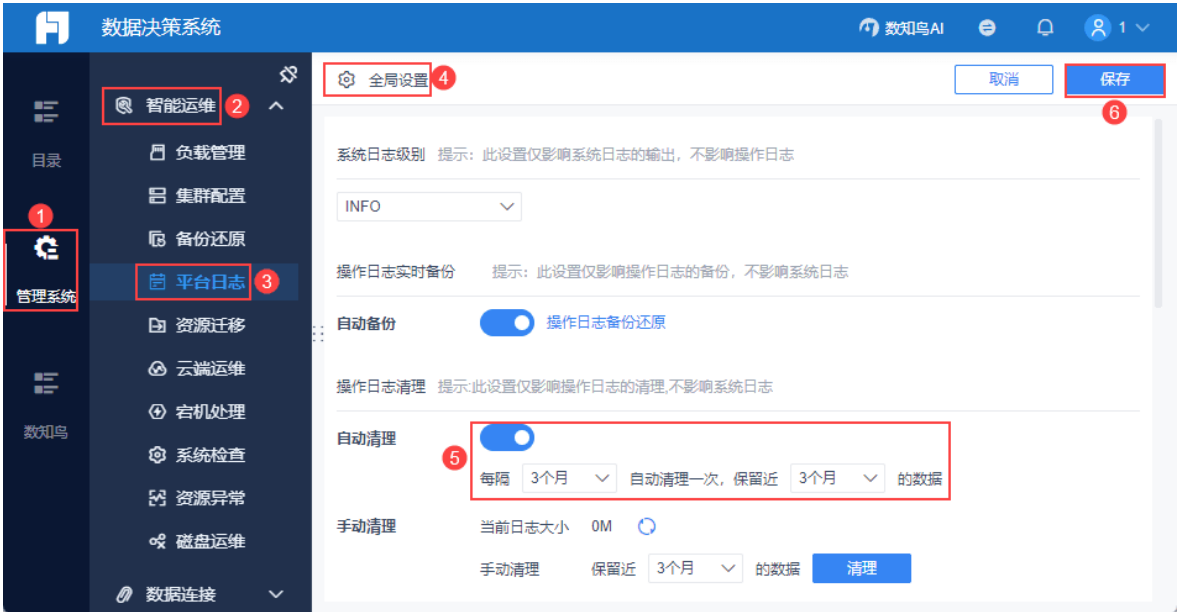 数据决策系统
数知鸟AI
1
目录
1
管理系统
数知鸟
智能运维 2
负载管理
集群配置
备份还原
平台日志 3
资源迁移
云端运维
宕机处理
系统检查
资源异常
磁盘运维
数据连接
全局设置 4
取消
保存
6
系统日志级别 提示：此设置仅影响系统日志的输出，不影响操作日志
INFO
操作日志实时备份 提示：此设置仅影响操作日志的备份，不影响系统日志
自动备份 操作日志备份还原
操作日志清理 提示:此设置仅影响操作日志的清理,不影响系统日志
自动清理
5
每隔 3个月 自动清理一次，保留近 3个月 的数据
手动清理 当前日志大小 0M
手动清理 保留近 3个月 的数据 清理